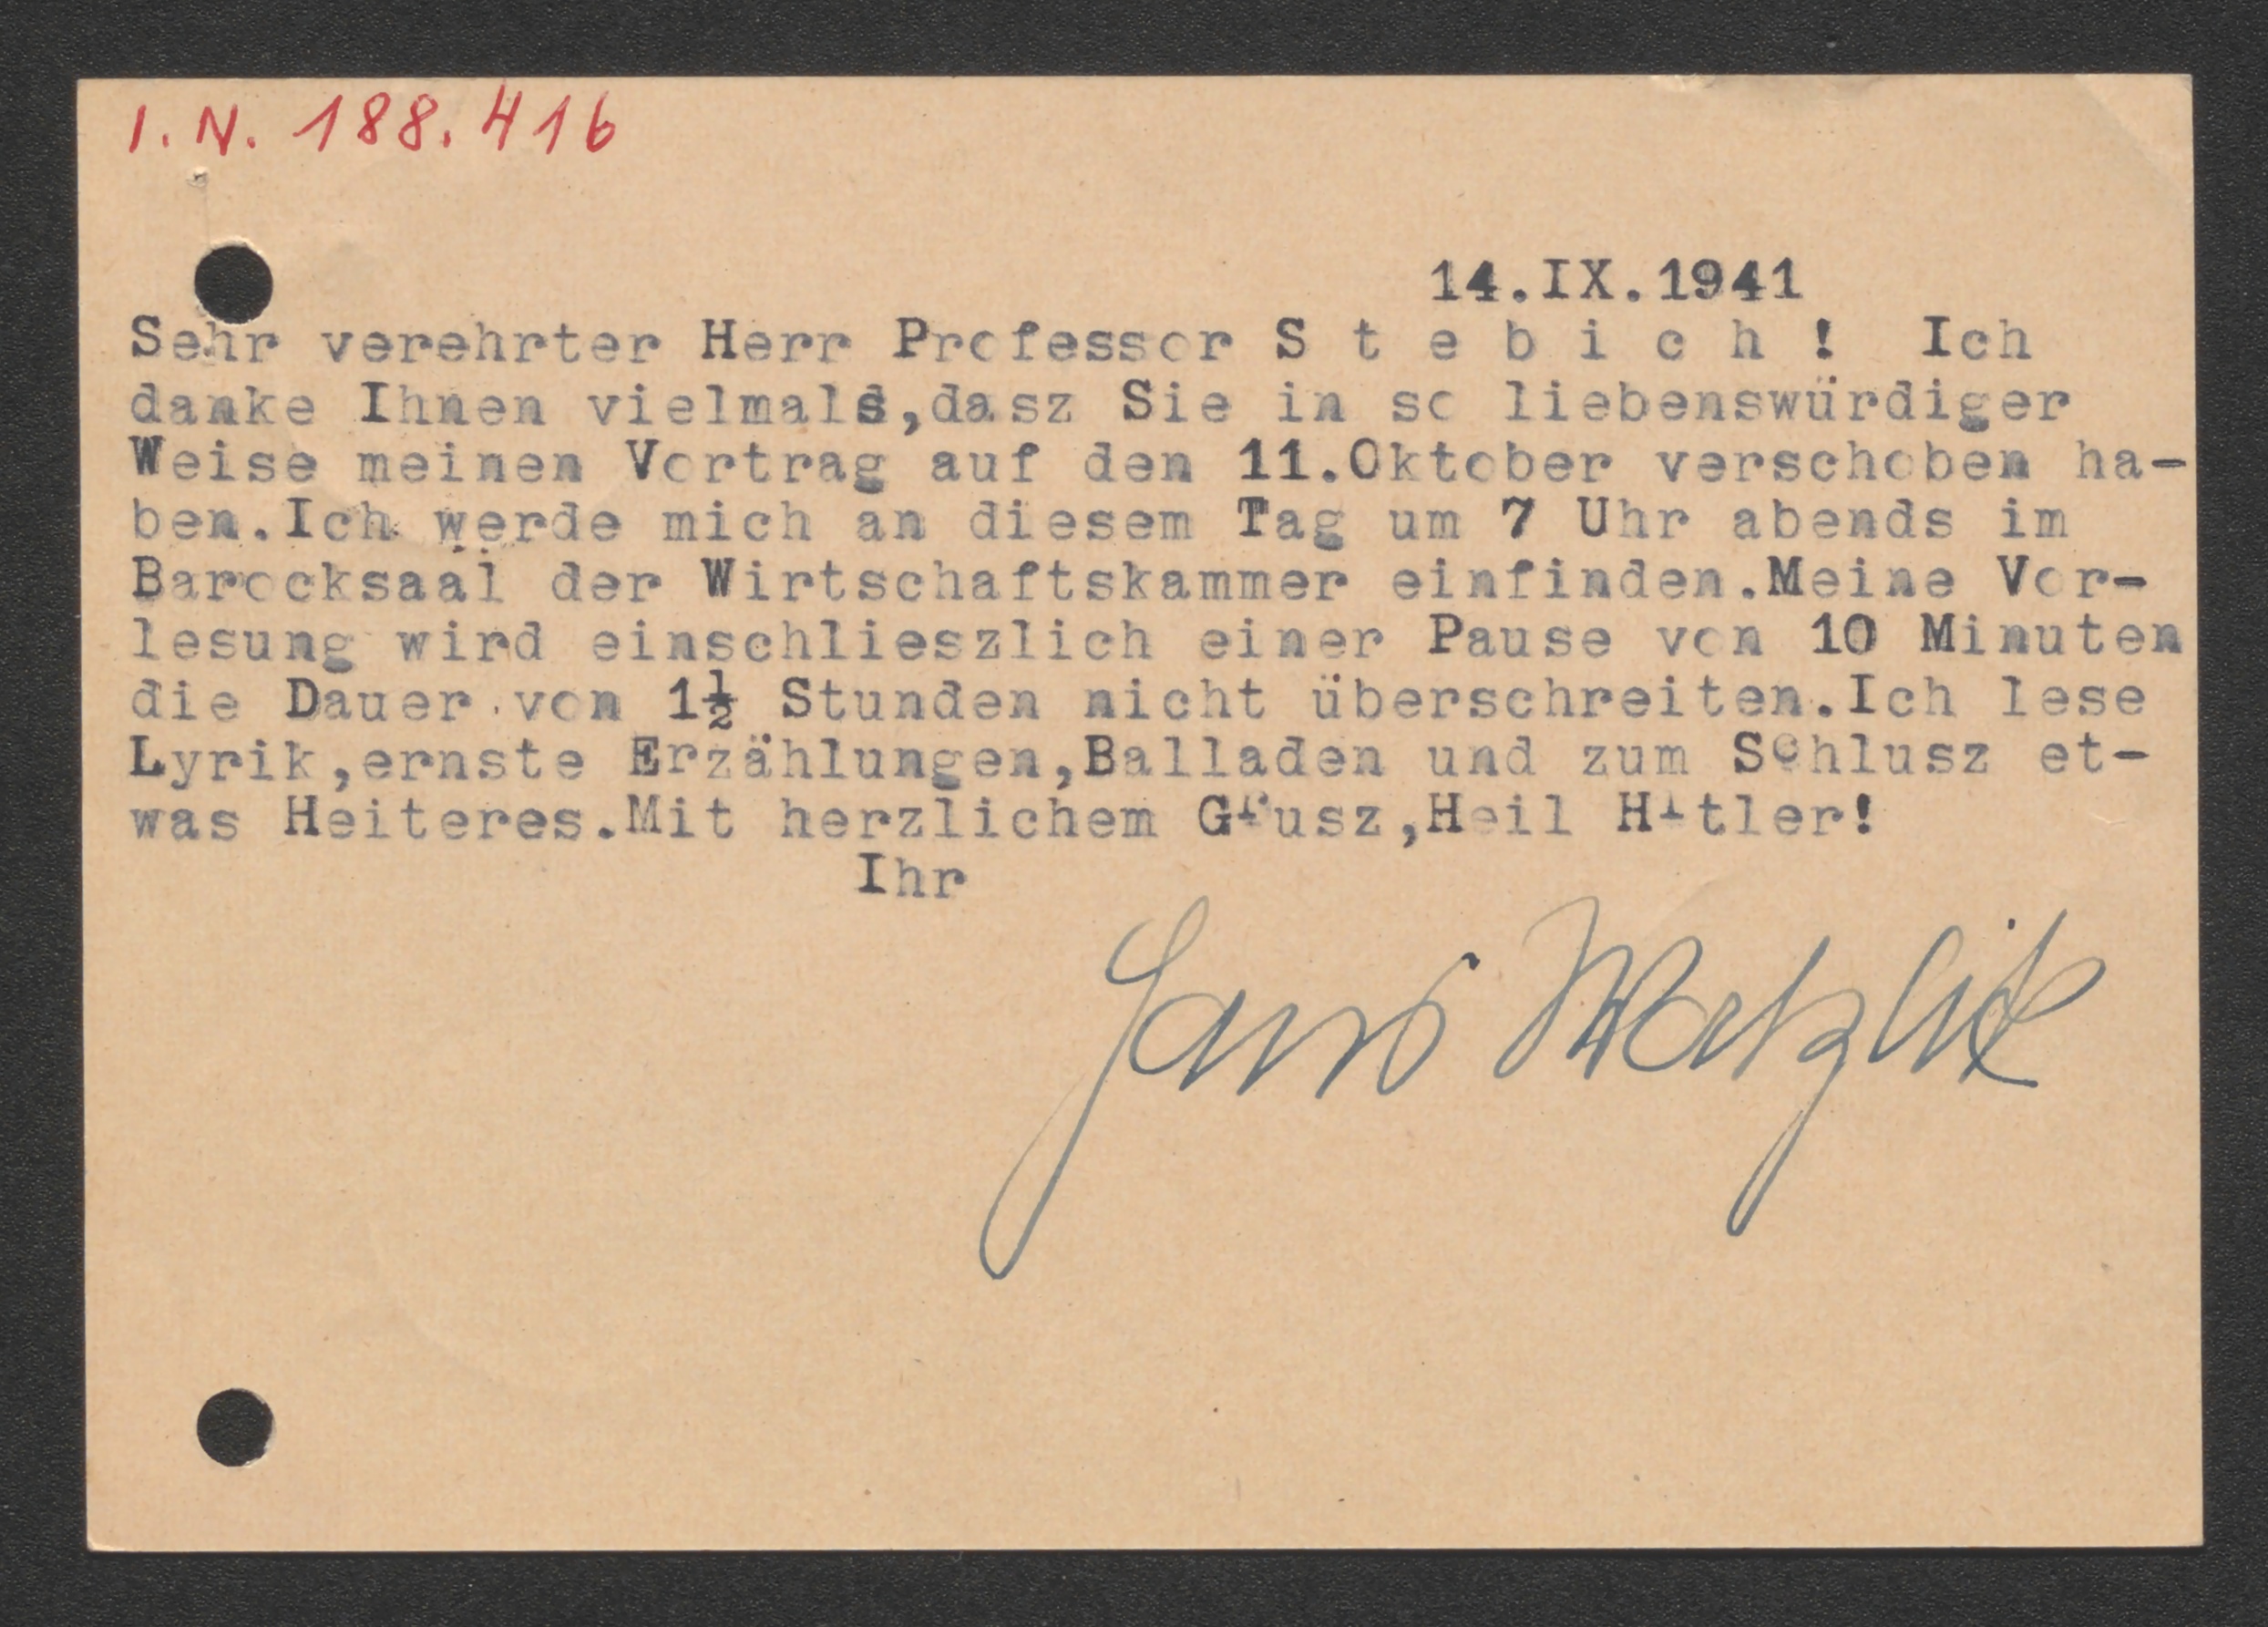 I.N. 188.416
14.IX.1941
Sehr verehrter Herr Professor S t e b i c h ! Ich
danke Ihnen vielmals,dasz Sie in so liebenswürdiger
Weise meinen Vortrag auf den 11.Oktober verschoben ha-
ben.Ich werde mich an diesem Tag um 7 Uhr abends im
Barocksaal der Wirtschaftskammer einfinden.Meine Vor-
lesung wird einschlieszlich einer Pause von 10 Minuten
die Dauer von 1½ Stunden nicht überschreiten.Ich lese
Lyrik,ernste Erzählungen,Balladen und zum Schlusz et-
was Heiteres.Mit herzlichem Grusz,Heil Hitler!
Ihr
Hans Watzlik